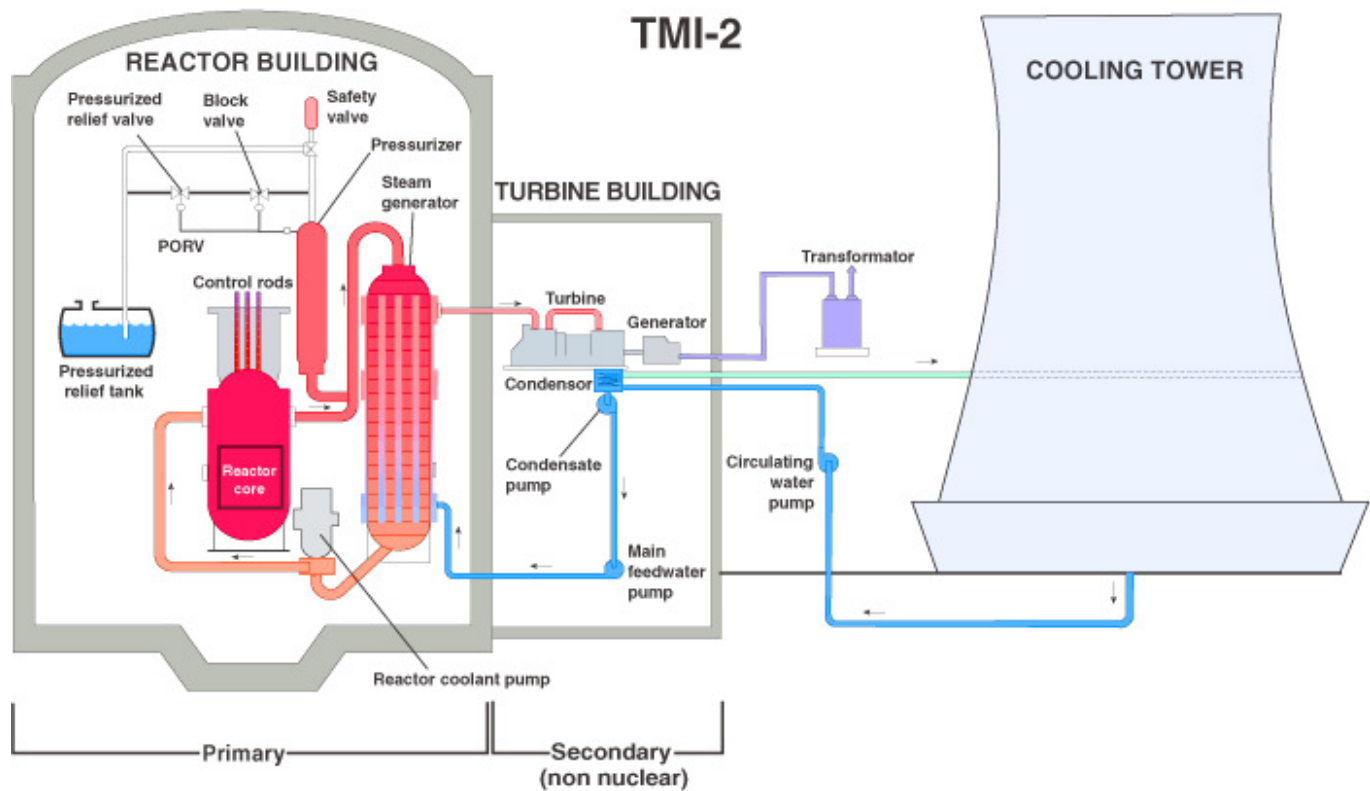 TMI-2
REACTOR BUILDING
COOLING TOWER
Pressurized
relief valve
Block
valve
Safety
valve
Pressurizer
Steam
generator
TURBINE BUILDING
PORV
Control rods
Transformator
Turbine
Generator
Pressurized
relief tank
Condensor
Reactor
core
Condensate
pump
Circulating
water
pump
Main
feedwater
pump
Reactor coolant pump
Primary
Secondary
(non nuclear)